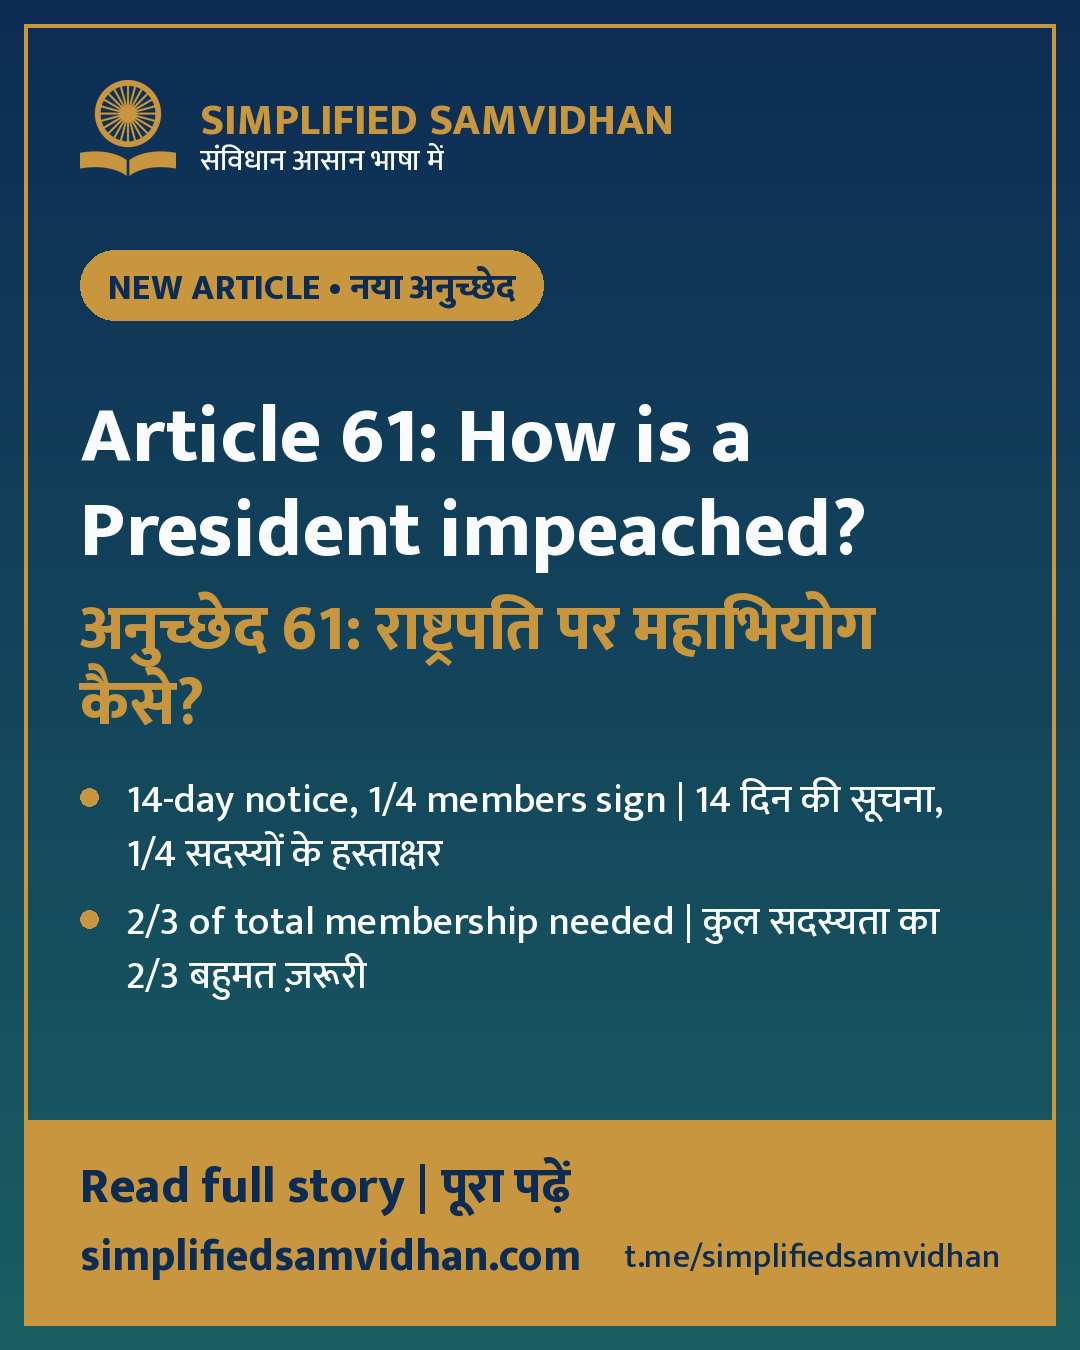 SIMPLIFIED SAMVIDHAN
संविधान आसान भाषा में
NEW ARTICLE • नया अनुच्छेद
Article 61: How is a
President impeached?
अनुच्छेद 61: राष्ट्रपति पर महाभियोग
कैसे?
14-day notice, 1/4 members sign | 14 दिन की सूचना,
1/4 सदस्यों के हस्ताक्षर
2/3 of total membership needed | कुल सदस्यता का
2/3 बहुमत ज़रूरी
Read full story | पूरा पढ़ें
simplifiedsamvidhan.com t.me/simplifiedsamvidhan